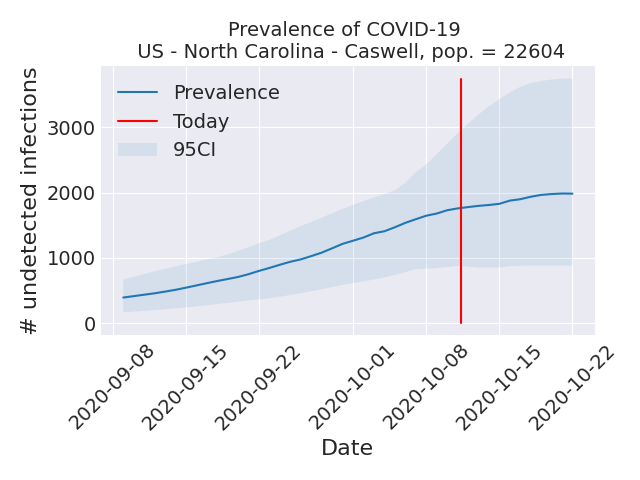 Prevalence of COVID-19
US - North Carolina - Caswell, pop. = 22604
# undetected infections
3000
2000
1000
0
Prevalence
Today
95CI
2020-09-08
2020-09-15
2020-09-22
2020-10-01
2020-10-08
2020-10-15
2020-10-22
Date